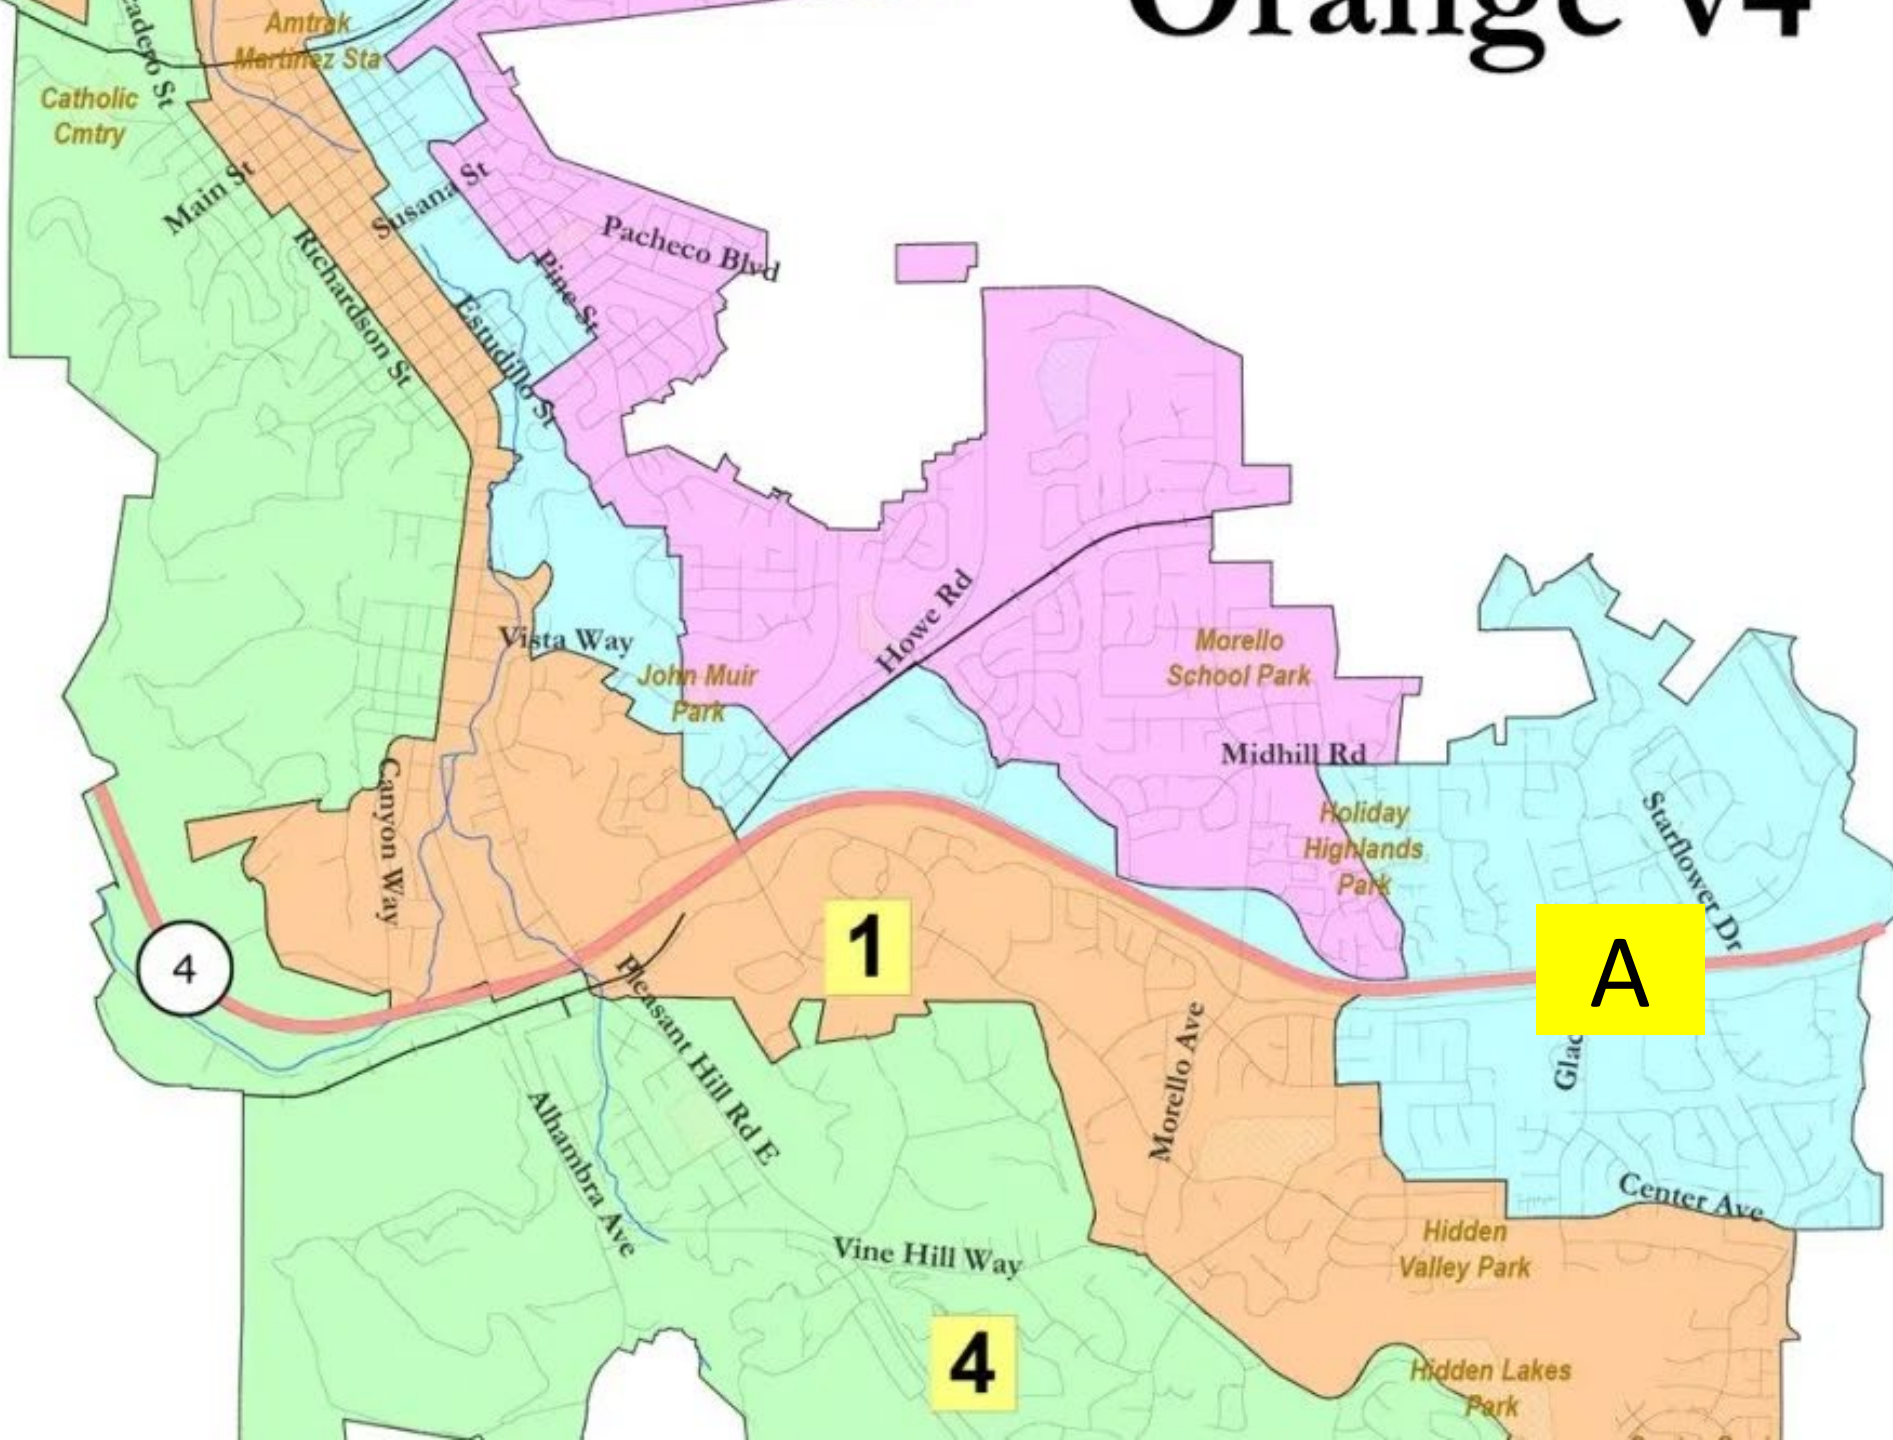 Orange v4
Amtrak
Martinez Sta
Catholic
Cmtry
Main St
Susana St
Richardson St
Pacheco Blvd
Pine St
Estudillo St
Howe Rd
Vista Way
John Muir
Park
Morello
School Park
Midhill Rd
Holiday
Highlands
Park
Starflower Dr
Canyon Way
4
1
A
Pleasant Hill Rd E
Morello Ave
Alhambra Ave
Center Ave
Vine Hill Way
Hidden
Valley Park
4
Hidden Lakes
Park